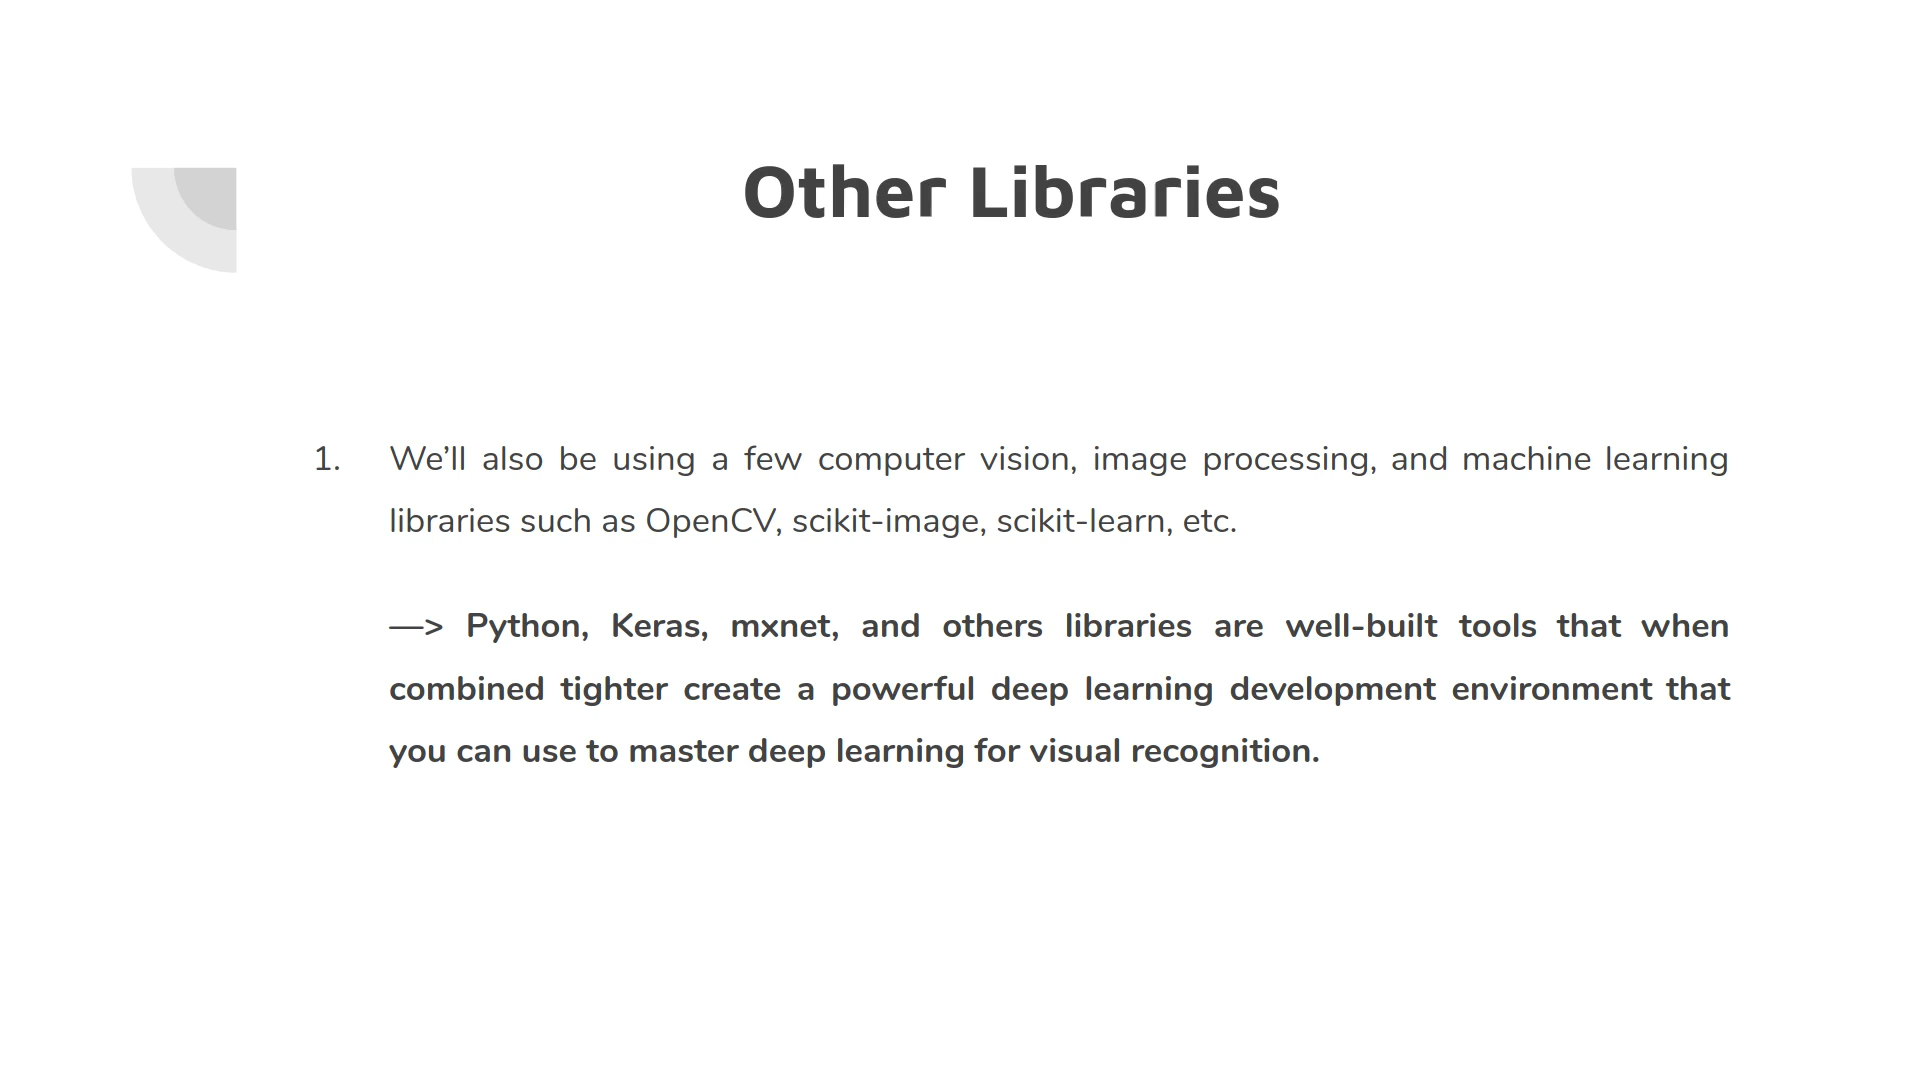 Other Libraries
1. We’ll also be using a few computer vision, image processing, and machine learning
libraries such as OpenCV, scikit-image, scikit-learn, etc.
—> Python, Keras, mxnet, and others libraries are well-built tools that when
combined tighter create a powerful deep learning development environment that
you can use to master deep learning for visual recognition.